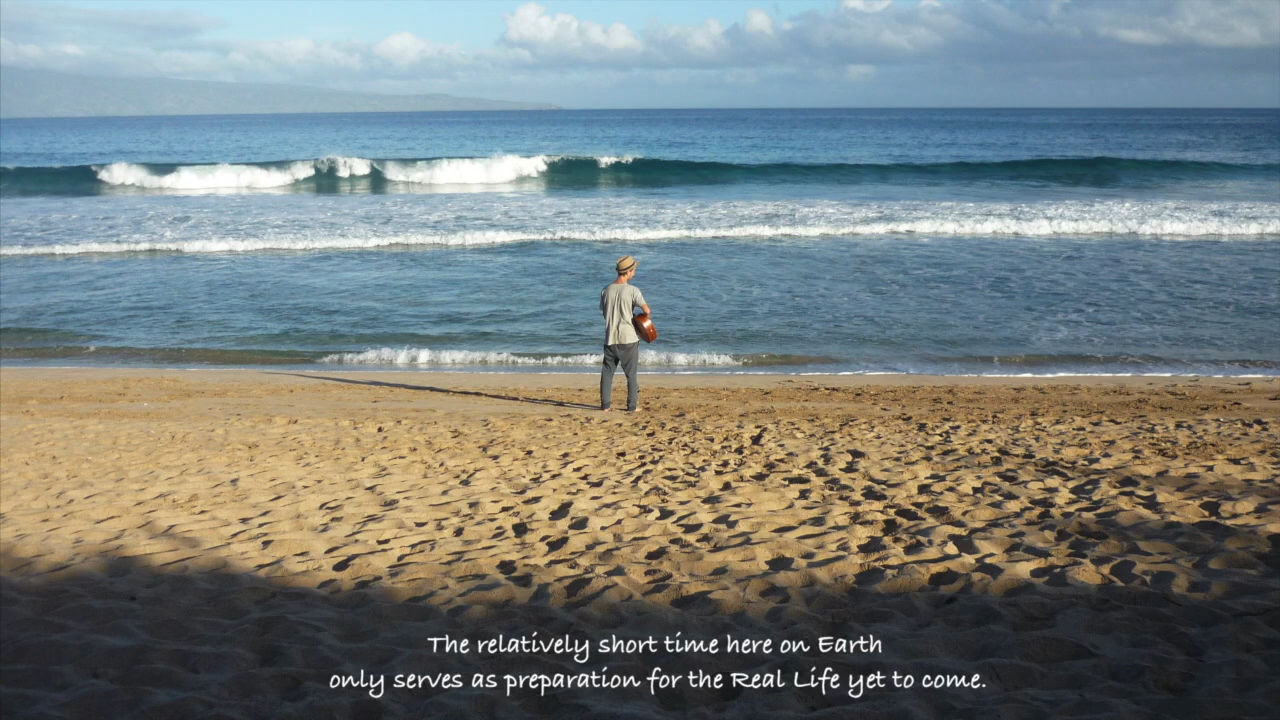 The relatively short time here on Earth
only serves as preparation for the Real Life yet to come.